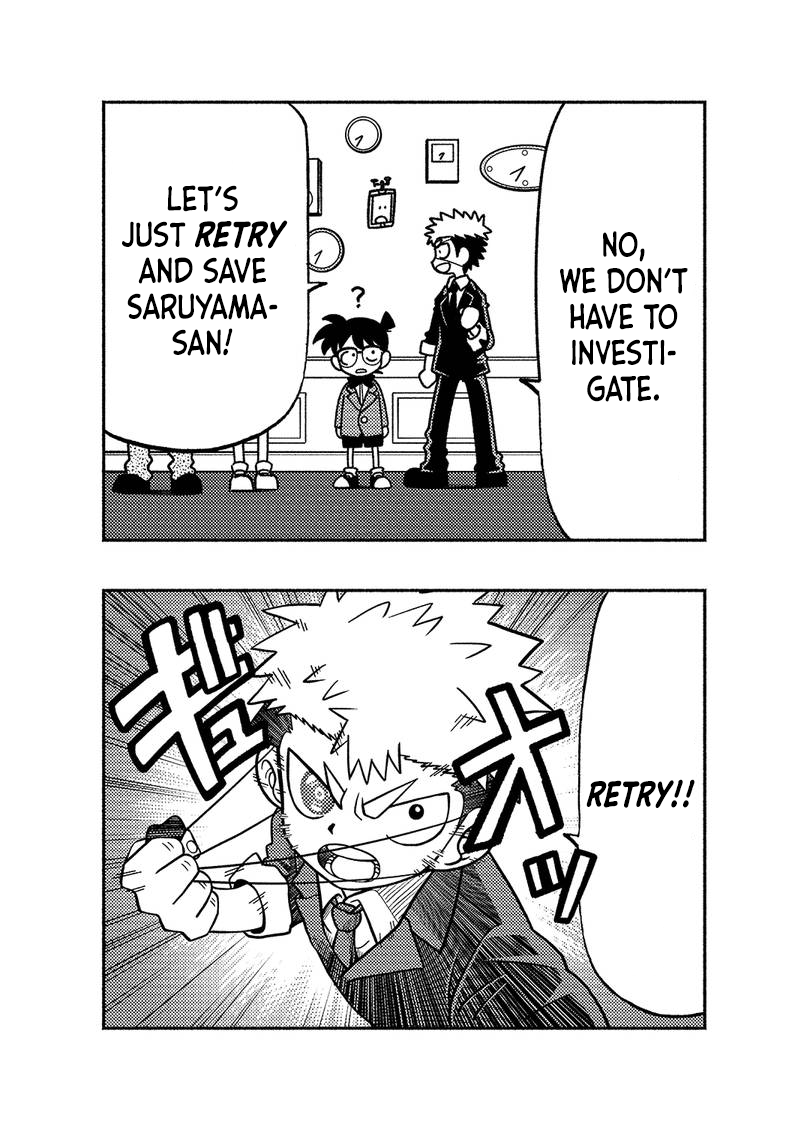 NO,
WE DON'T
HAVE TO
INVESTI-
GATE.
LET'S
JUST RETRY
AND SAVE
SARUYAMA-
SAN!
?
RETRY!!
ギュ
オッ